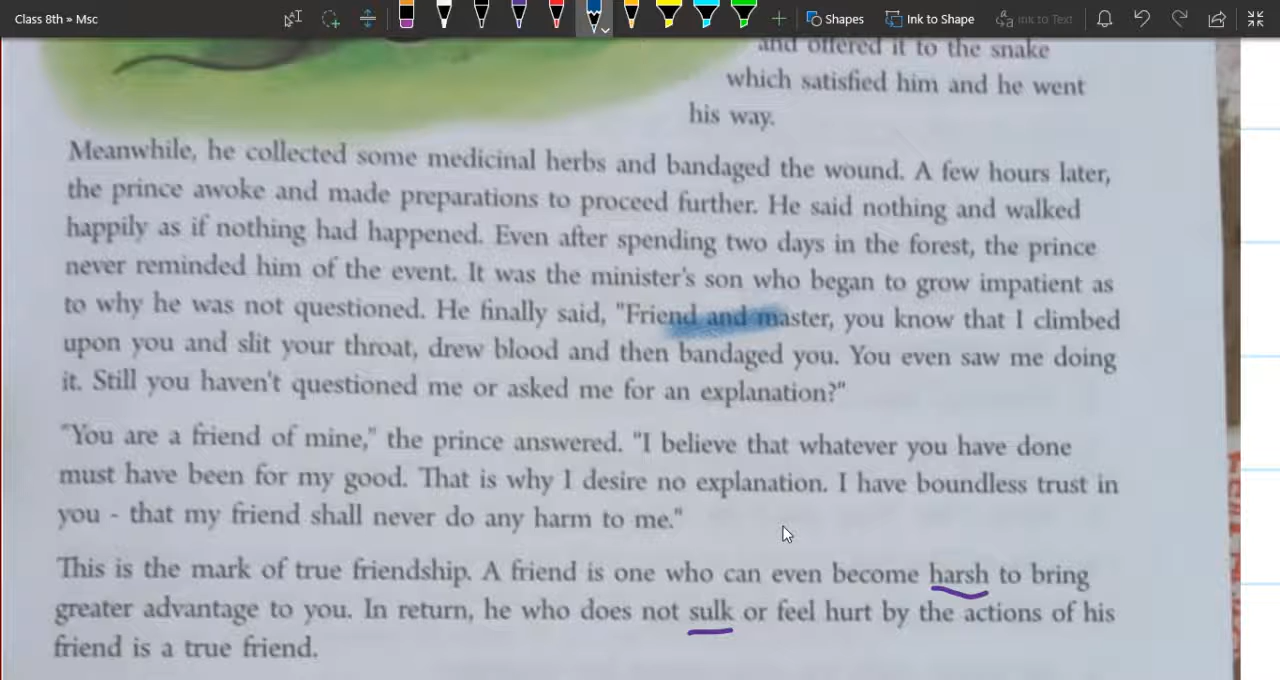 Class 8th » Msc
Shapes
Ink to Shape
Ink to Text
and offered it to the snake
which satisfied him and he went
his way.
Meanwhile, he collected some medicinal herbs and bandaged the wound. A few hours later,
the prince awoke and made preparations to proceed further. He said nothing and walked
happily as if nothing had happened. Even after spending two days in the forest, the prince
never reminded him of the event. It was the minister's son who began to grow impatient as
to why he was not questioned. He finally said, "Friend and master, you know that I climbed
upon you and slit your throat, drew blood and then bandaged you. You even saw me doing
it. Still you haven't questioned me or asked me for an explanation?"
"You are a friend of mine," the prince answered. "I believe that whatever you have done
must have been for my good. That is why I desire no explanation. I have boundless trust in
you - that my friend shall never do any harm to me."
This is the mark of true friendship. A friend is one who can even become harsh to bring
greater advantage to you. In return, he who does not sulk or feel hurt by the actions of his
friend is a true friend.